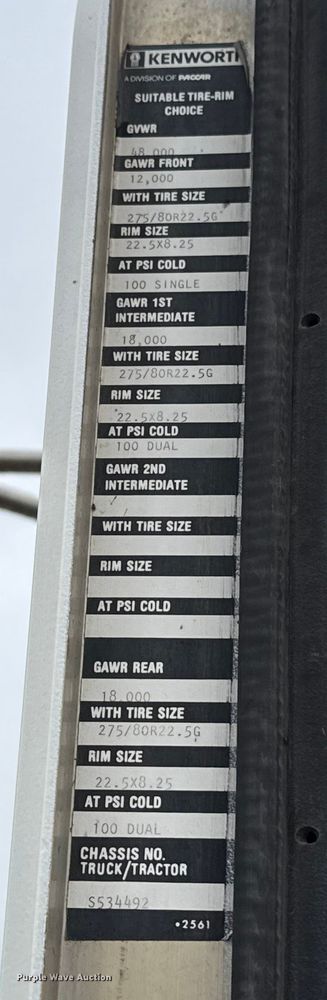 KENWORTH
A DIVISION OF PACCAR
SUITABLE TIRE-RIM
CHOICE
GVWR
48,000
GAWR FRONT
12,000
WITH TIRE SIZE
275/80R22.5G
RIM SIZE
22.5X8.25
AT PSI COLD
100 SINGLE
GAWR 1ST
INTERMEDIATE
18,000
WITH TIRE SIZE
275/80R22.5G
RIM SIZE
22.5X8.25
AT PSI COLD
100 DUAL
GAWR 2ND
INTERMEDIATE
WITH TIRE SIZE
RIM SIZE
AT PSI COLD
GAWR REAR
18,000
WITH TIRE SIZE
275/80R22.5G
RIM SIZE
22.5X8.25
AT PSI COLD
100 DUAL
CHASSIS NO.
TRUCK/TRACTOR
S534492
•2561
Purple Wave Auction